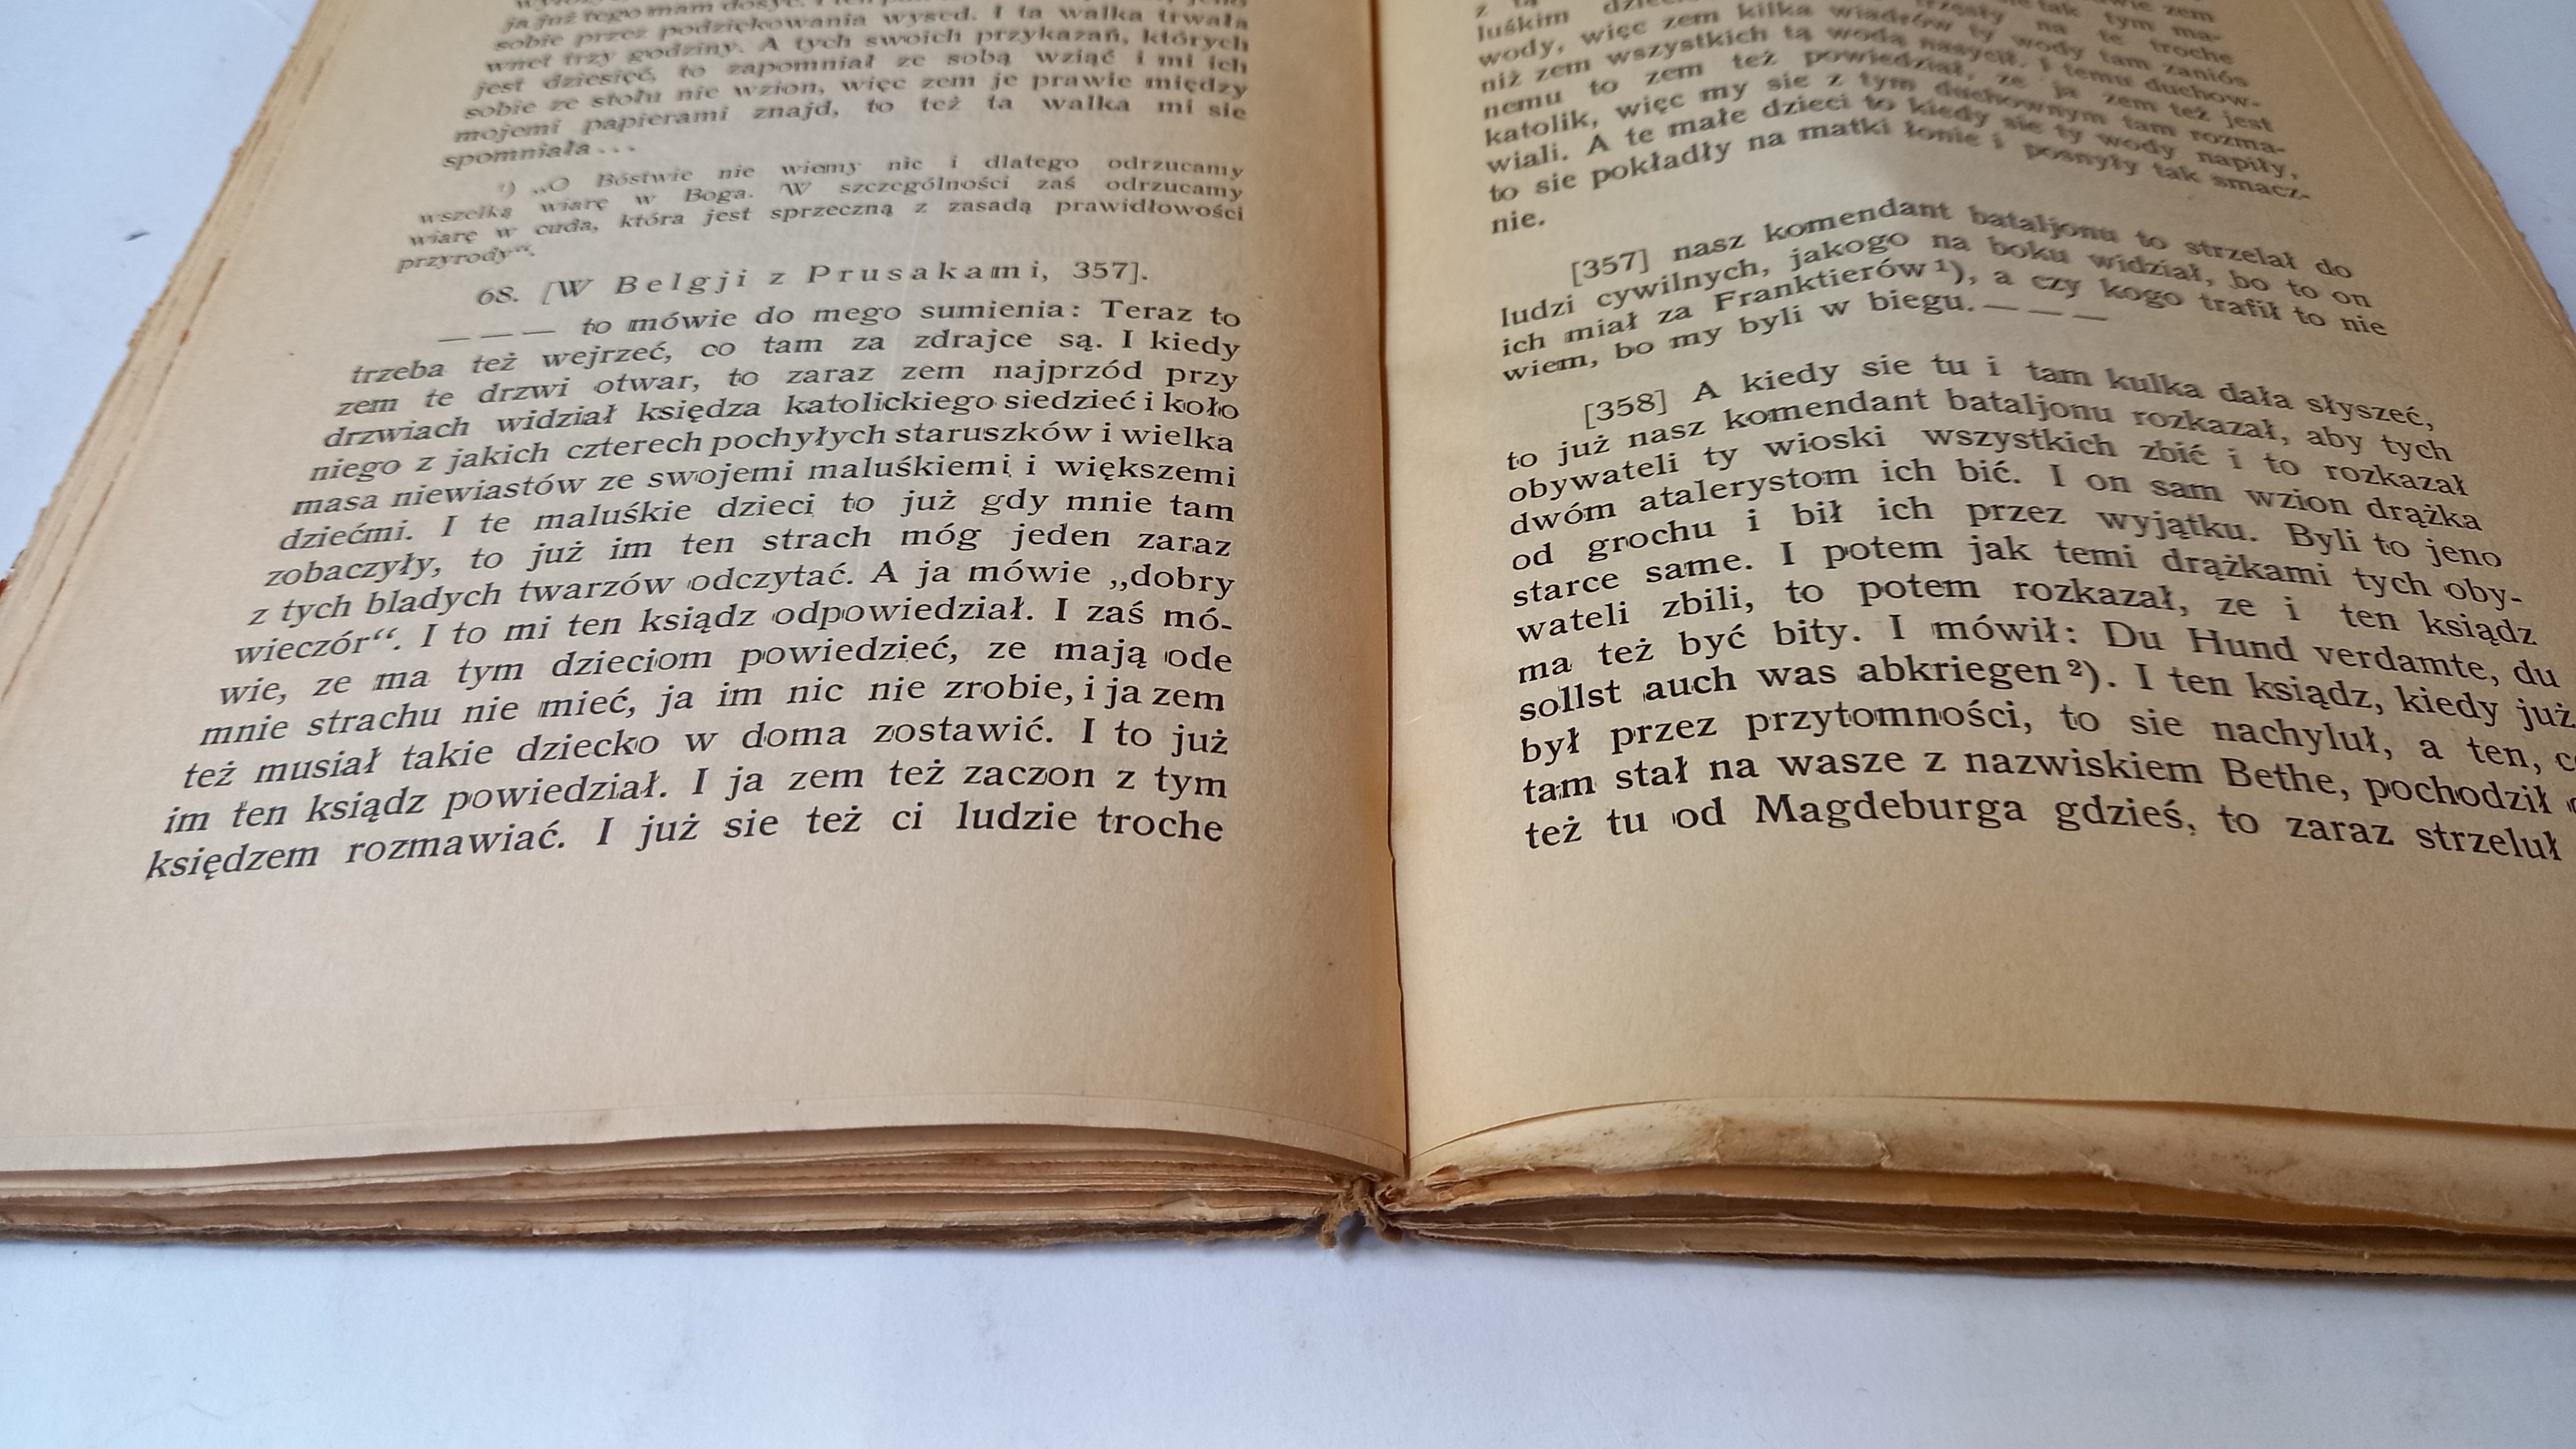 ja już tego mam dosyć. I ten
sobie przez podziękowania wysed. I ta walka trwała
wnet trzy godziny. A tych swoich przykazań, których
jest dziesięć, to zapomniał ze sobą wziąć i mi ich
sobie ze stołu nie wzion, więc zem je prawie między
mojemi papierami znajd, to też ta walka mi sie
spomniała...
¹) „O Bóstwie nie wiemy nic i dlatego odrzucamy
wszelką wiarę w Boga. W szczególności zaś odrzucamy
wiarę w cuda, która jest sprzeczną z zasadą prawidłowości
przyrody“.
68. [W Belgji z Prusakami, 357].
— — — to mówie do mego sumienia: Teraz to
trzeba też wejrzeć, co tam za zdrajce są. I kiedy
zem te drzwi otwar, to zaraz zem najprzód przy
drzwiach widział księdza katolickiego siedzieć i koło
niego z jakich czterech pochyłych staruszków i wielka
masa niewiastów ze swojemi maluśkiemi i większemi
dziećmi. I te maluśkie dzieci to już gdy mnie tam
zobaczyły, to już im ten strach móg jeden zaraz
z tych bladych twarzów odczytać. A ja mówie „dobry
wieczór“. I to mi ten ksiądz odpowiedział. I zaś mó-
wie, ze ma tym dzieciom powiedzieć, ze mają ode
mnie strachu nie mieć, ja im nic nie zrobie, i ja zem
też musiał takie dziecko w doma zostawić. I to już
im ten ksiądz powiedział. I ja zem też zaczon z tym
księdzem rozmawiać. I już sie też ci ludzie troche
luśkim
wody, więc zem kilka wiaderów ty wody tam zaniós
niż zem wszystkich tą wodą nasycił. I temu duchow-
nemu to zem też powiedział, ze ja zem też jest
katolik, więc my sie z tym duchownym tam rozma-
wiali. A te małe dzieci to kiedy sie ty wody napiły,
to sie pokładły na matki łonie i posnyły tak smacz-
nie.
[357] nasz komendant bataljonu to strzelał do
ludzi cywilnych, jakogo na boku widział, bo to on
ich miał za Franktierów¹), a czy kogo trafił to nie
wiem, bo my byli w biegu. — — —
[358] A kiedy sie tu i tam kulka dała słyszeć,
to już nasz komendant bataljonu rozkazał, aby tych
obywateli ty wioski wszystkich zbić i to rozkazał
dwóm atalerystom ich bić. I on sam wzion drążka
od grochu i bił ich przez wyjątku. Byli to jeno
starce same. I potem jak temi drążkami tych oby-
wateli zbili, to potem rozkazał, ze i ten ksiądz
ma też być bity. I mówił: Du Hund verdamte, du
sollst auch was abkriegen²). I ten ksiądz, kiedy już
był przez przytomności, to sie nachyluł, a ten,
tam stał na wasze z nazwiskiem Bethe, pochodził
też tu od Magdeburga gdzieś, to zaraz strzeluł